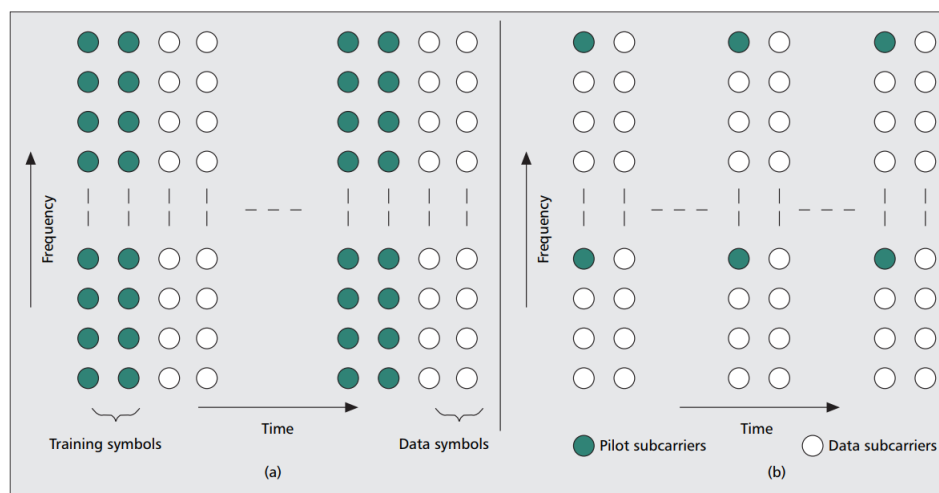 Frequency
Training symbols
Time
Data symbols
(a)
Frequency
Time
Pilot subcarriers
Data subcarriers
(b)